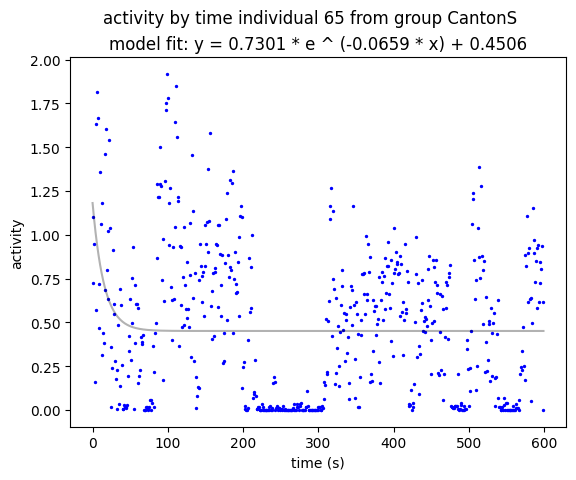 activity by time individual 65 from group CantonS
model fit: y = 0.7301 * e ^ (-0.0659 * x) + 0.4506
2.00
1.75
1.50
1.25
1.00
0.75
0.50
0.25
0.00
activity
0 100 200 300 400 500 600
time (s)